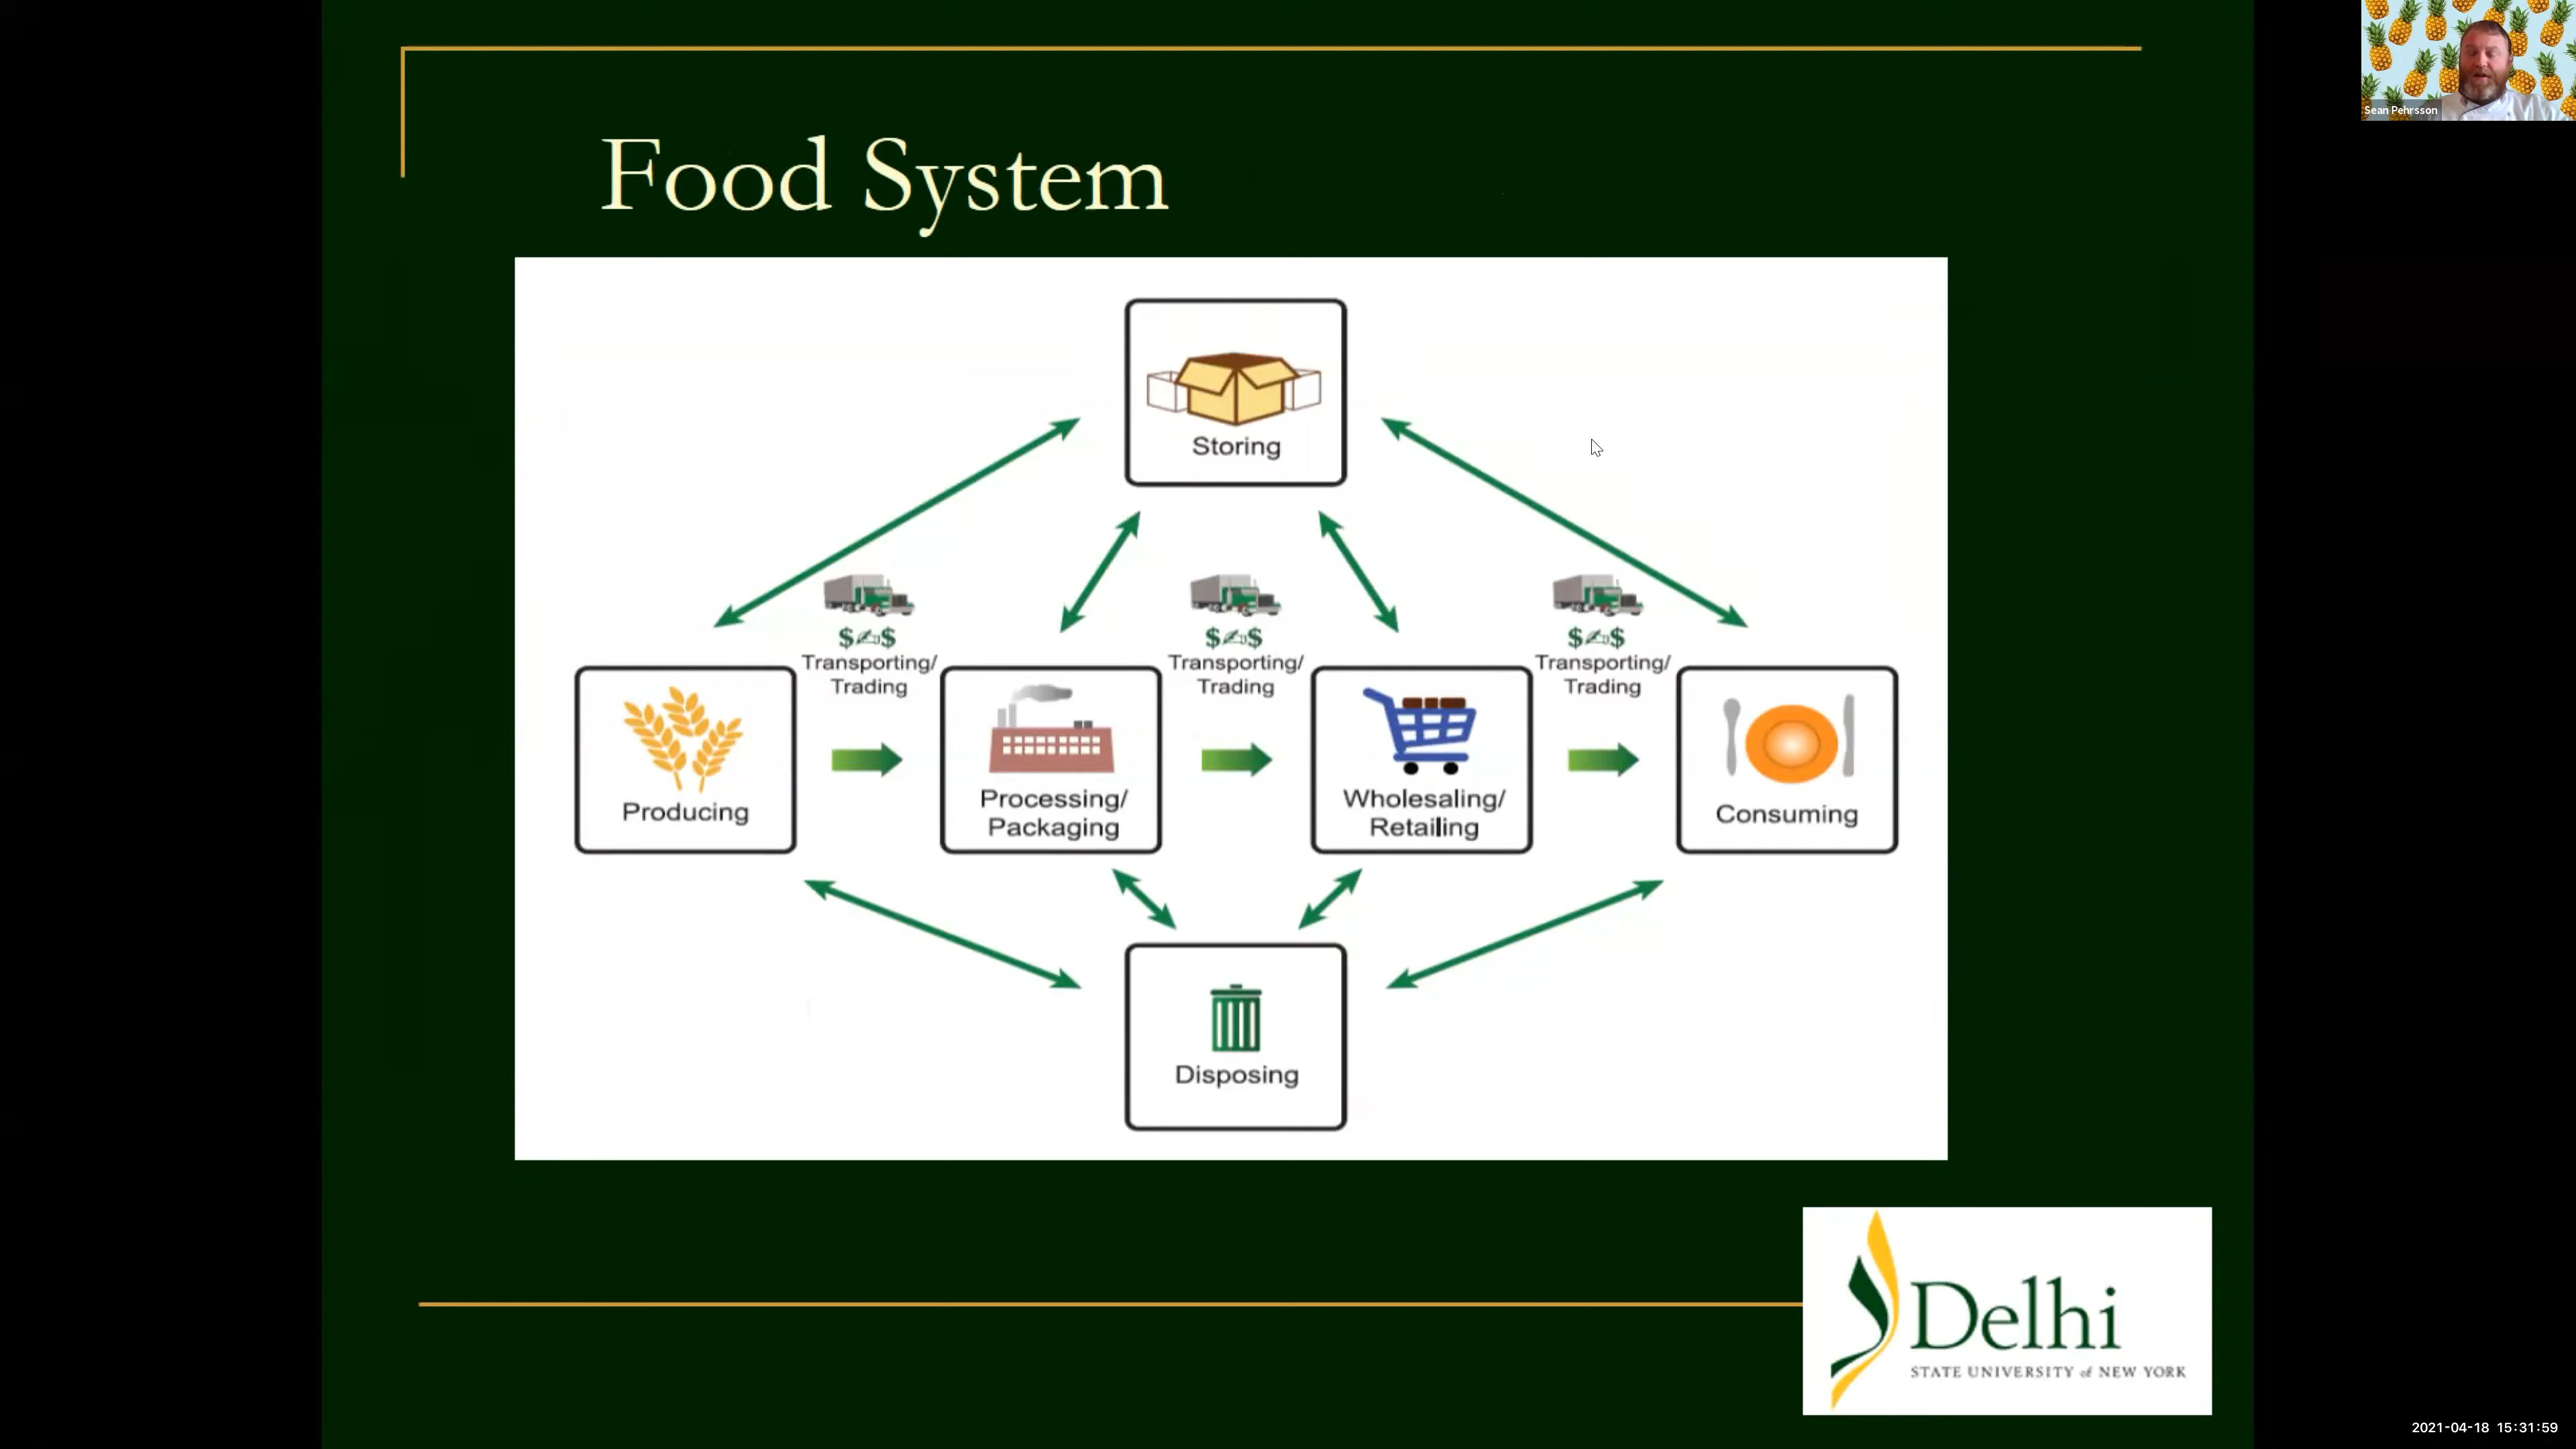 Sean Pehrsson
Food System
Storing
$✍$
Transporting/
Trading
$✍$
Transporting/
Trading
$✍$
Transporting/
Trading
Producing
Processing/
Packaging
Wholesaling/
Retailing
Consuming
Disposing
Delhi
STATE UNIVERSITY of NEW YORK
2021-04-18 15:31:59